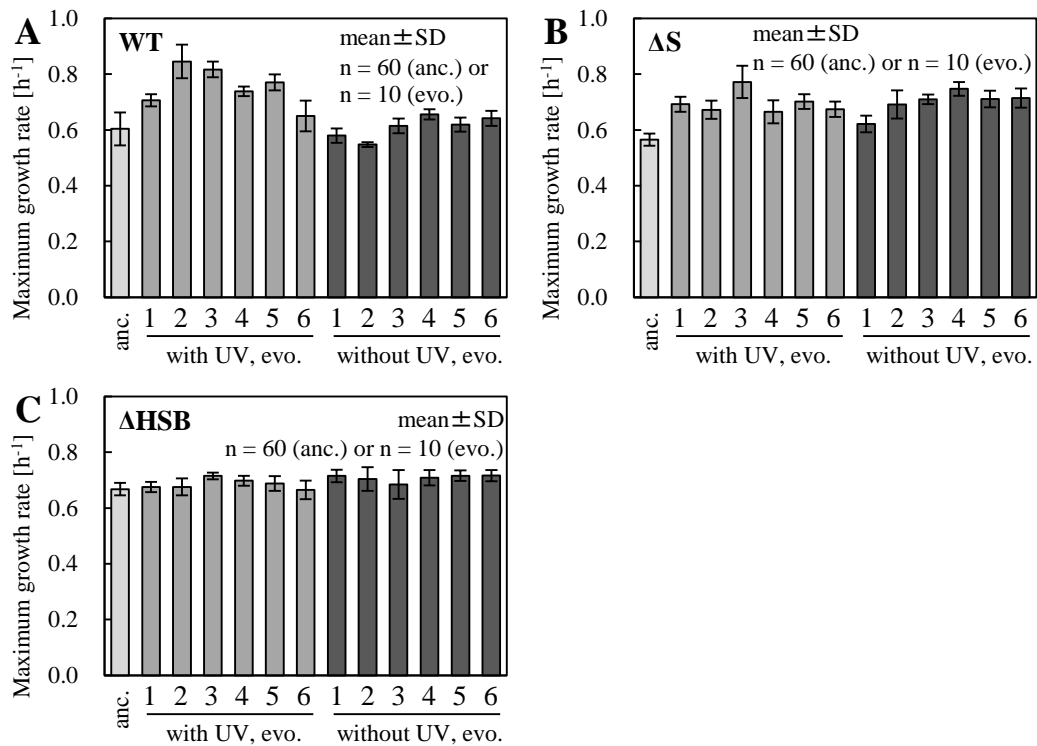 A
WT
mean±SD
n = 60 (anc.) or
n = 10 (evo.)
Maximum growth rate [h-1]
1.0
0.8
0.6
0.4
0.2
0.0
anc.
1 2 3 4 5 6 1 2 3 4 5 6
with UV, evo. without UV, evo.
B
ΔS
mean±SD
n = 60 (anc.) or n = 10 (evo.)
Maximum growth rate [h-1]
1.0
0.8
0.6
0.4
0.2
0.0
anc.
1 2 3 4 5 6 1 2 3 4 5 6
with UV, evo. without UV, evo.
C
ΔHSB
mean±SD
n = 60 (anc.) or n = 10 (evo.)
Maximum growth rate [h-1]
1.0
0.8
0.6
0.4
0.2
0.0
anc.
1 2 3 4 5 6 1 2 3 4 5 6
with UV, evo. without UV, evo.